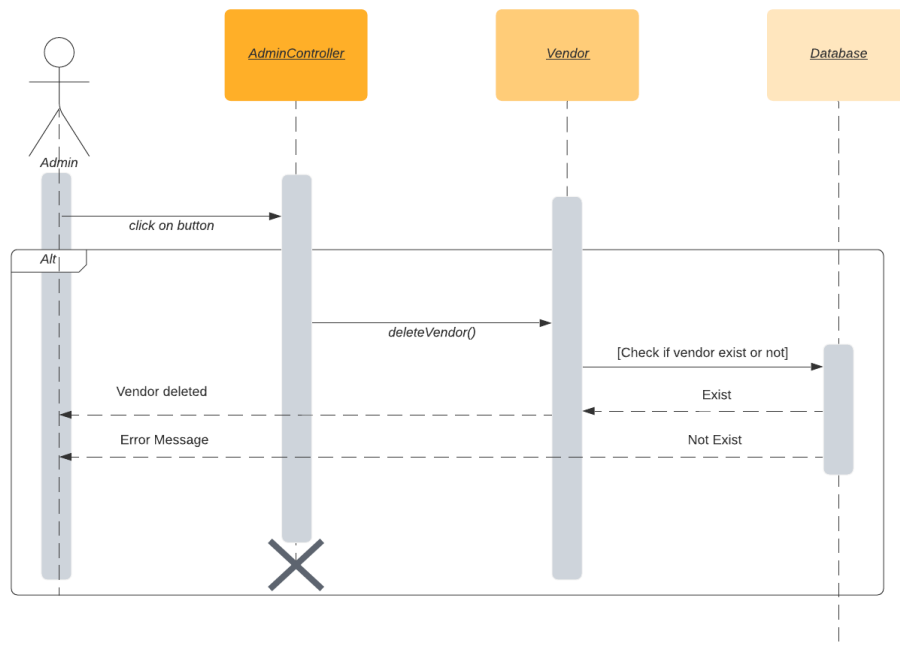 AdminController
Vendor
Database
Admin
click on button
Alt
deleteVendor()
[Check if vendor exist or not]
Vendor deleted
Exist
Error Message
Not Exist